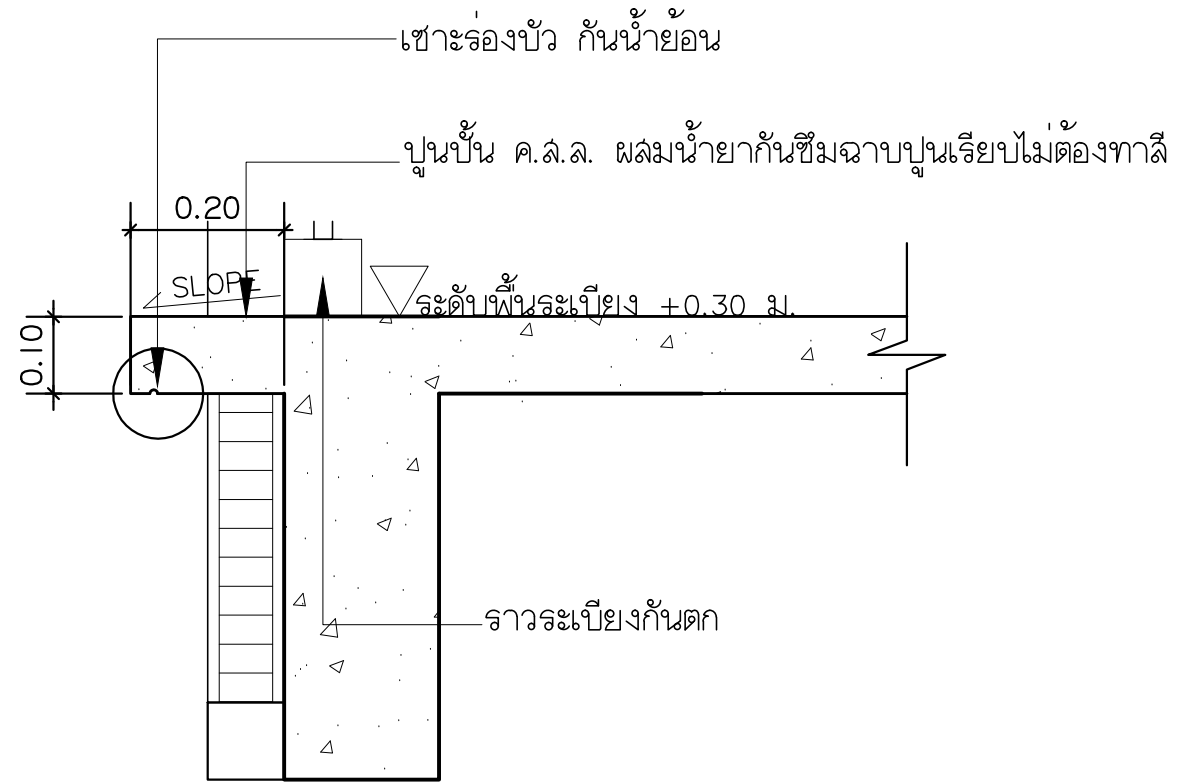 เซาะร่องบัว กันน้ำย้อน
ปูนปั้น ค.ส.ล. ผสมน้ำยากันซึมฉาบปูนเรียบไม่ต้องทาสี
0.20
SLOPE
ระดับพื้นระเบียง +0.30 ม.
0.10
ราวระเบียงกันตก